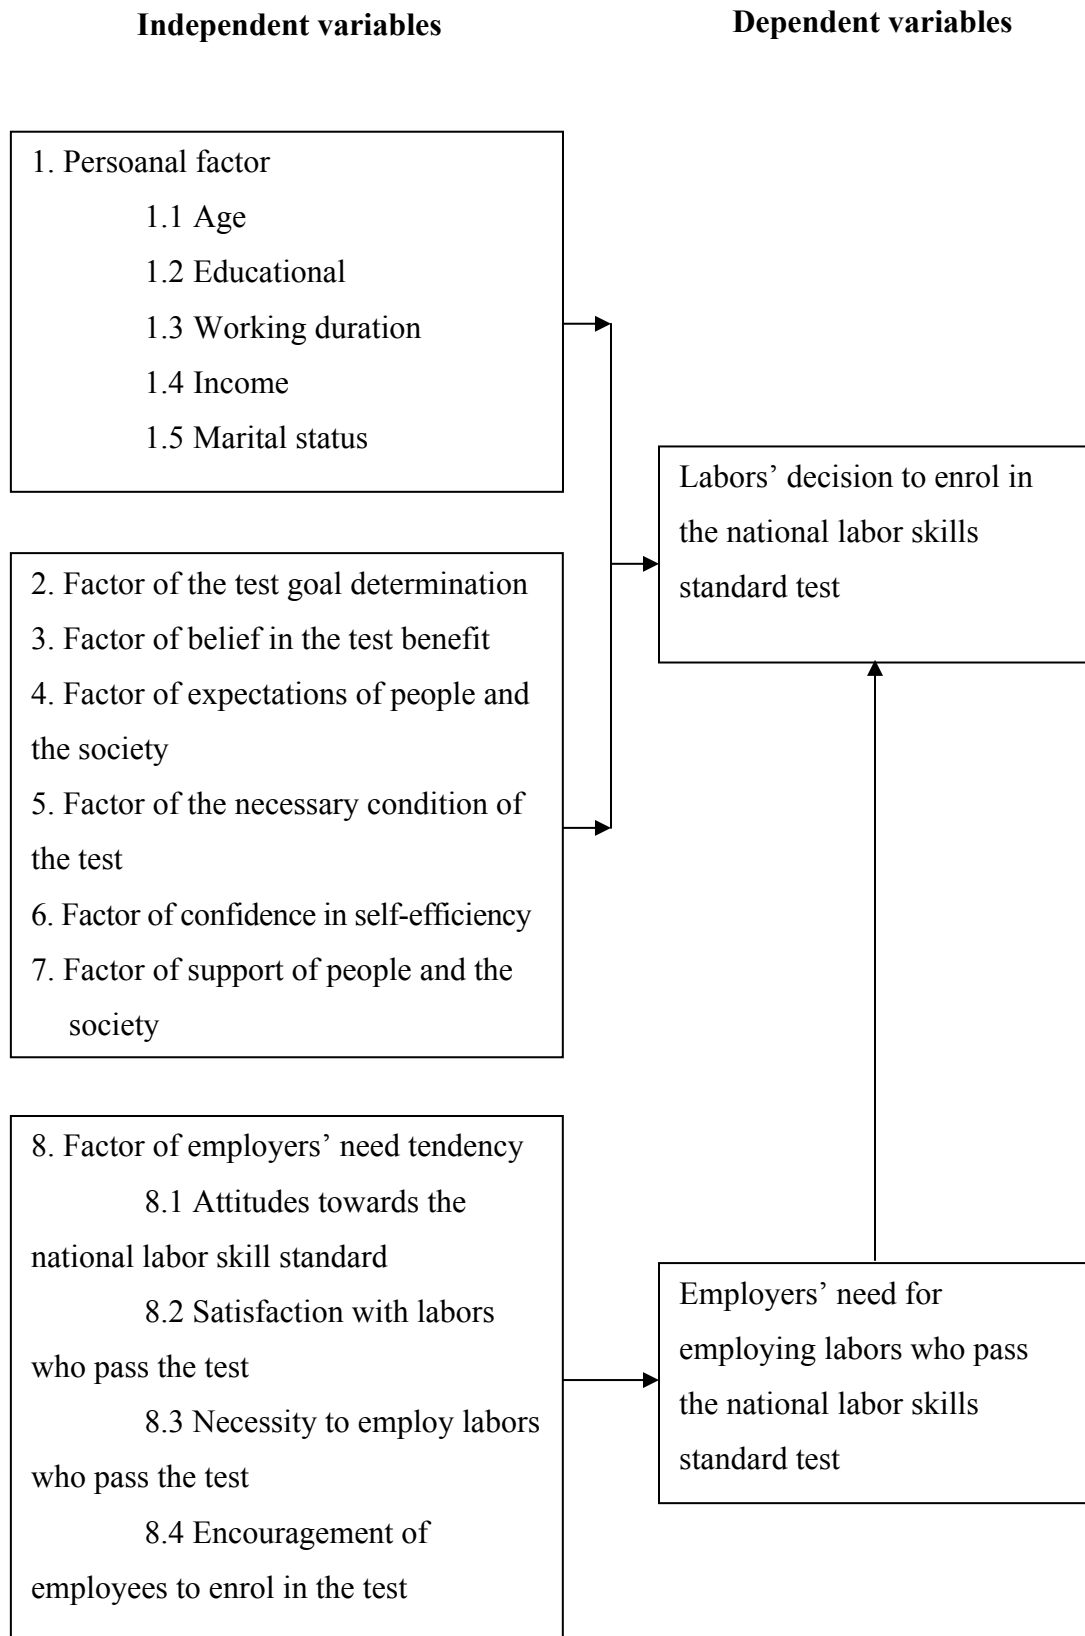 Independent variables
Dependent variables
1. Persoanal factor
1.1 Age
1.2 Educational
1.3 Working duration
1.4 Income
1.5 Marital status
2. Factor of the test goal determination
3. Factor of belief in the test benefit
4. Factor of expectations of people and
the society
5. Factor of the necessary condition of
the test
6. Factor of confidence in self-efficiency
7. Factor of support of people and the
society
8. Factor of employers’ need tendency
8.1 Attitudes towards the
national labor skill standard
8.2 Satisfaction with labors
who pass the test
8.3 Necessity to employ labors
who pass the test
8.4 Encouragement of
employees to enrol in the test
Labors’ decision to enrol in
the national labor skills
standard test
Employers’ need for
employing labors who pass
the national labor skills
standard test